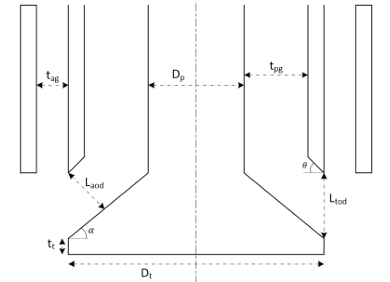 t_ag
D_p
t_pg
θ
L_aod
L_tod
α
t_t
D_t